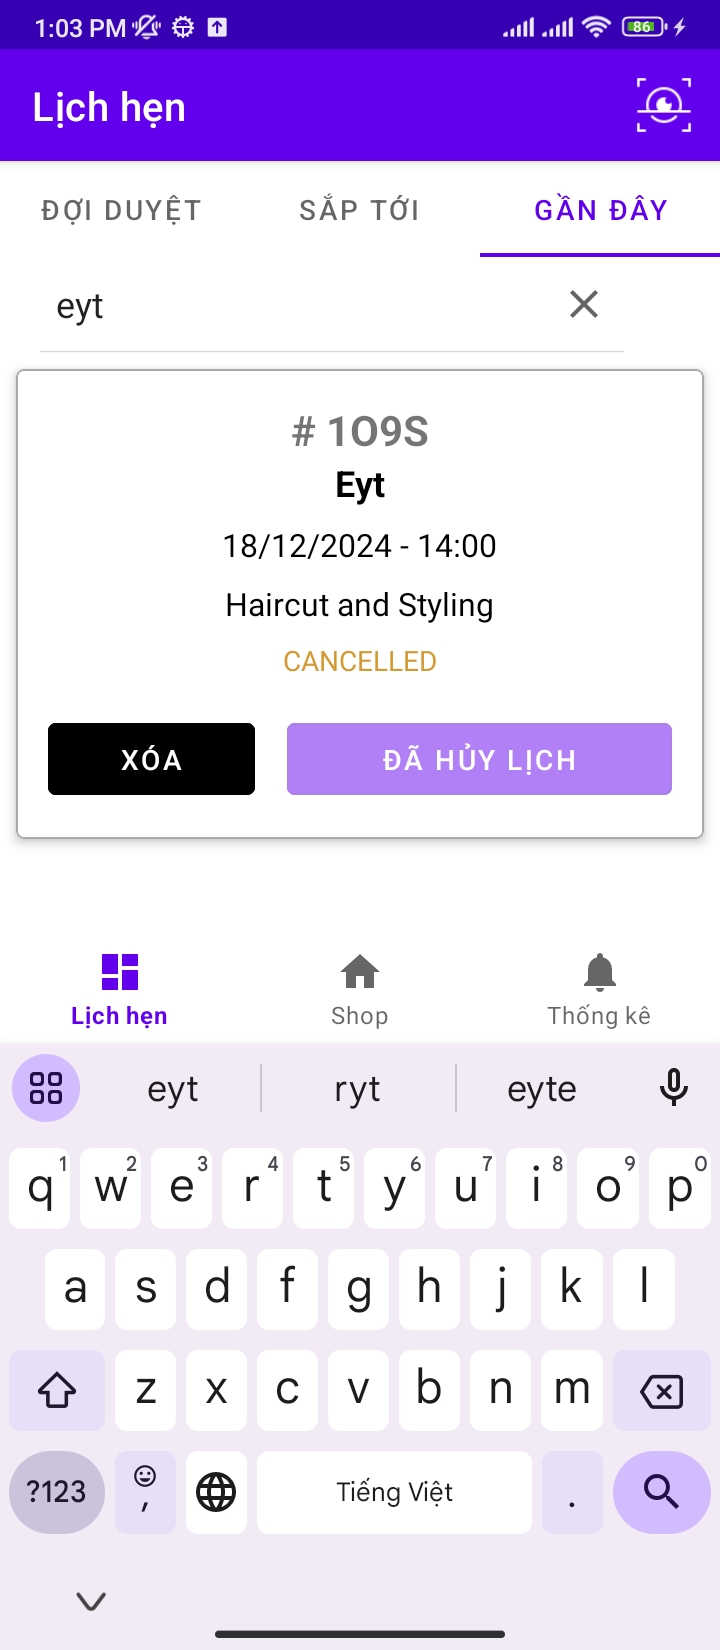 1:03 PM 86
Lịch hẹn
ĐỢI DUYỆT SẮP TỚI GẦN ĐÂY
eyt
# 1O9S
Eyt
18/12/2024 - 14:00
Haircut and Styling
CANCELLED
XÓA ĐÃ HỦY LỊCH
Lịch hẹn Shop Thống kê
eyt ryt eyte
q1 w2 e3 r4 t5 y6 u7 i8 o9 p0
a s d f g h j k l
z x c v b n m
?123 , Tiếng Việt .